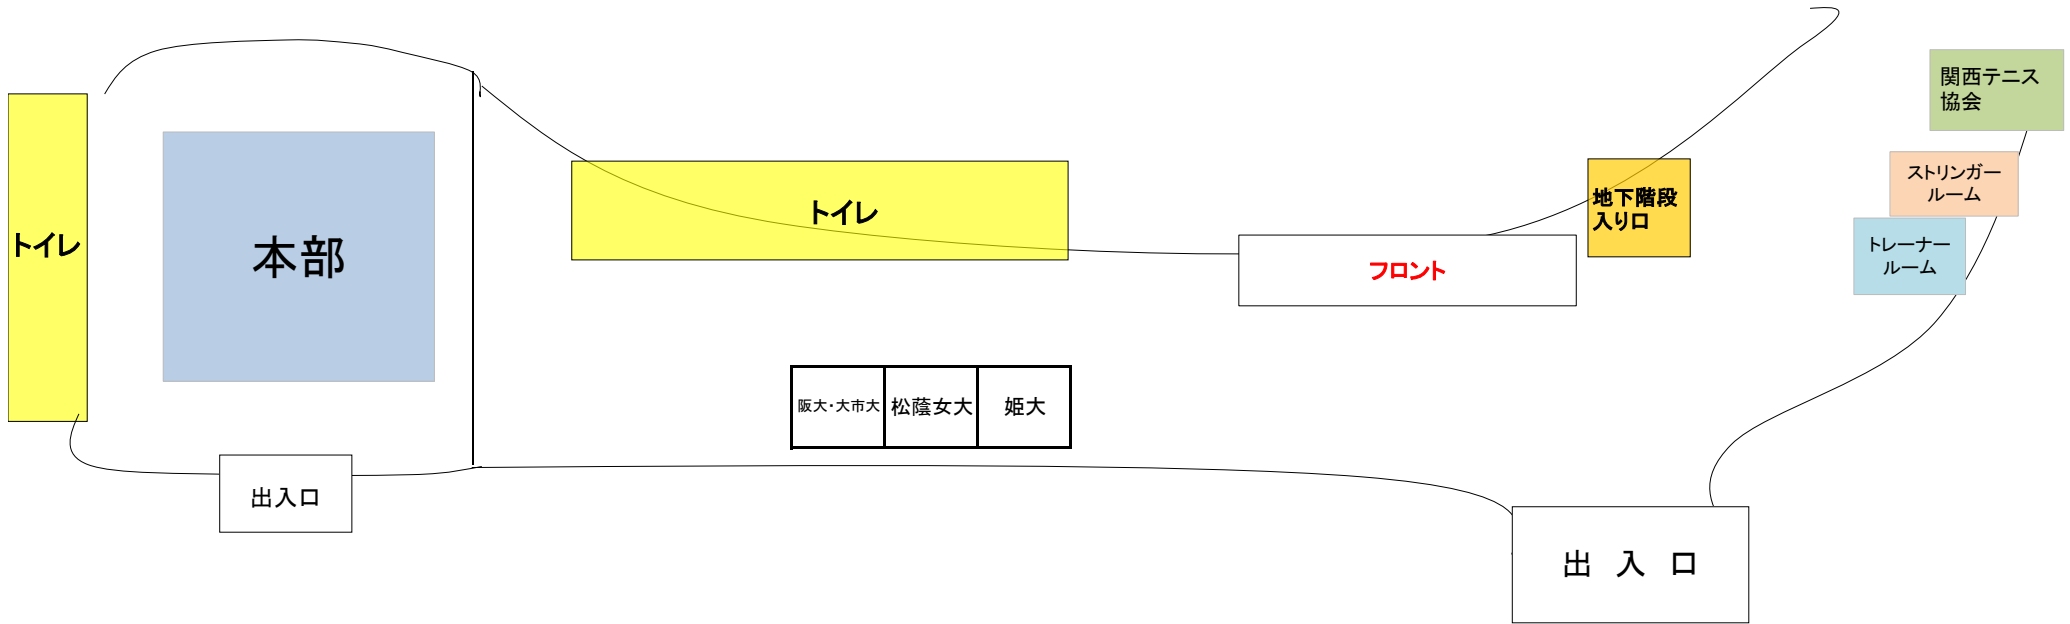 関西テニス
協会
ストリンガー
ルーム
トレーナー
ルーム
地下階段
入り口
トイレ
トイレ
本部
フロント
阪大・大市大
松蔭女大
姫大
出入口
出　入　口